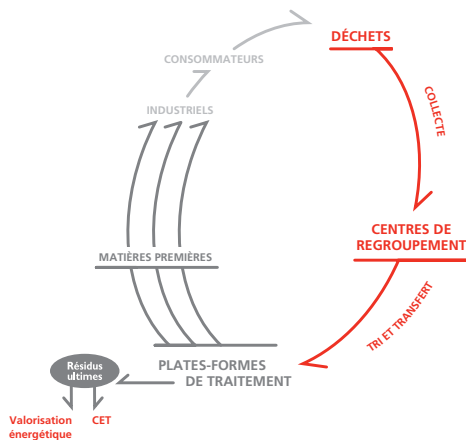 DÉCHETS
CONSOMMATEURS
INDUSTRIELS
COLLECTE
CENTRES DE
REGROUPEMENT
MATIÈRES PREMIÈRES
TRI ET TRANSFERT
PLATES-FORMES
DE TRAITEMENT
Résidus
ultimes
Valorisation
énergétique
CET